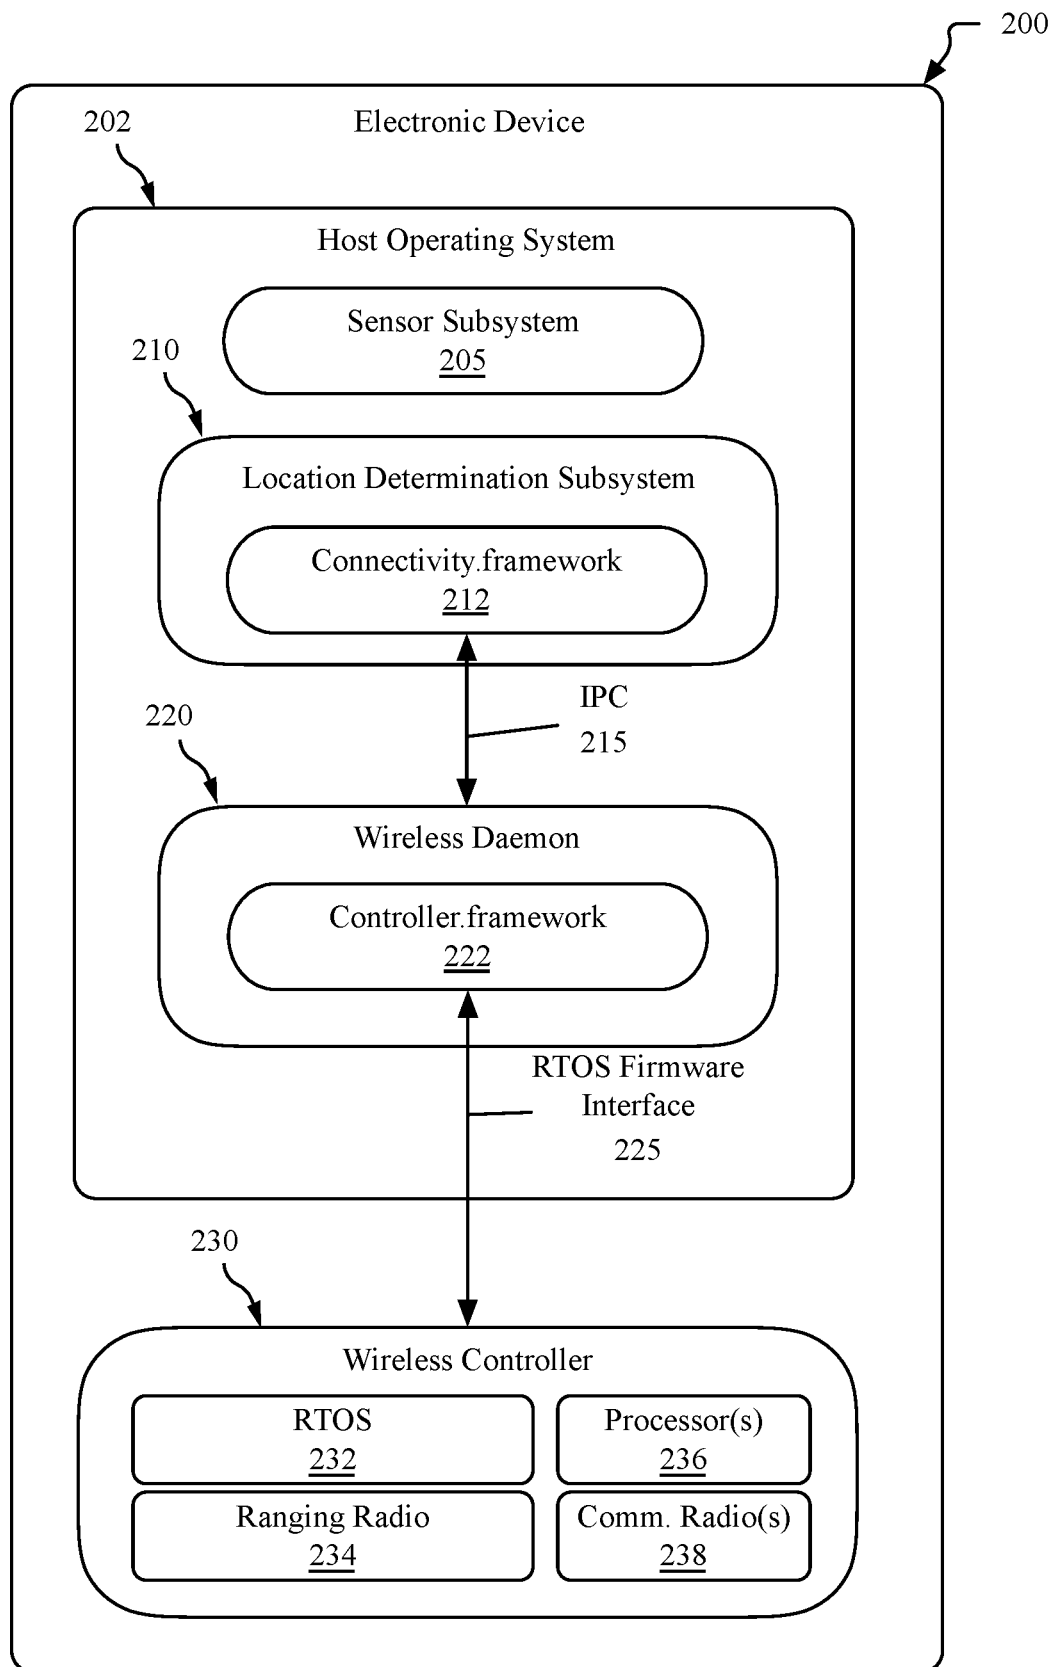 200
Electronic Device
202
Host Operating System
Sensor Subsystem
205
210
Location Determination Subsystem
Connectivity.framework
212
IPC
215
220
Wireless Daemon
Controller.framework
222
RTOS Firmware
Interface
225
230
Wireless Controller
RTOS
232
Processor(s)
236
Ranging Radio
234
Comm. Radio(s)
238